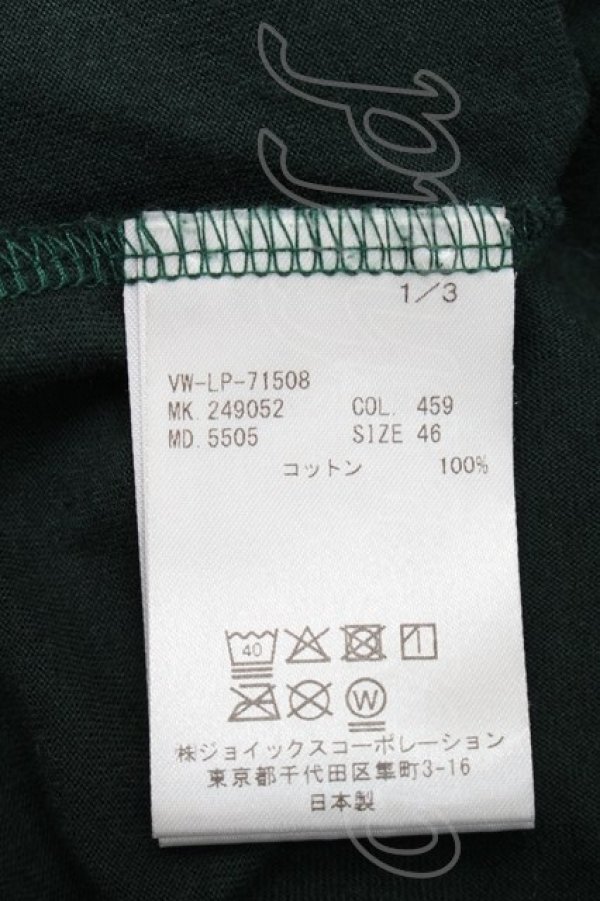 1／3
VW-LP-71508
MK. 249052 COL. 459
MD. 5505 SIZE 46
コットン 100%
40
W
㈱ジョイックスコーポレーション
東京都千代田区隼町3-16
日本製